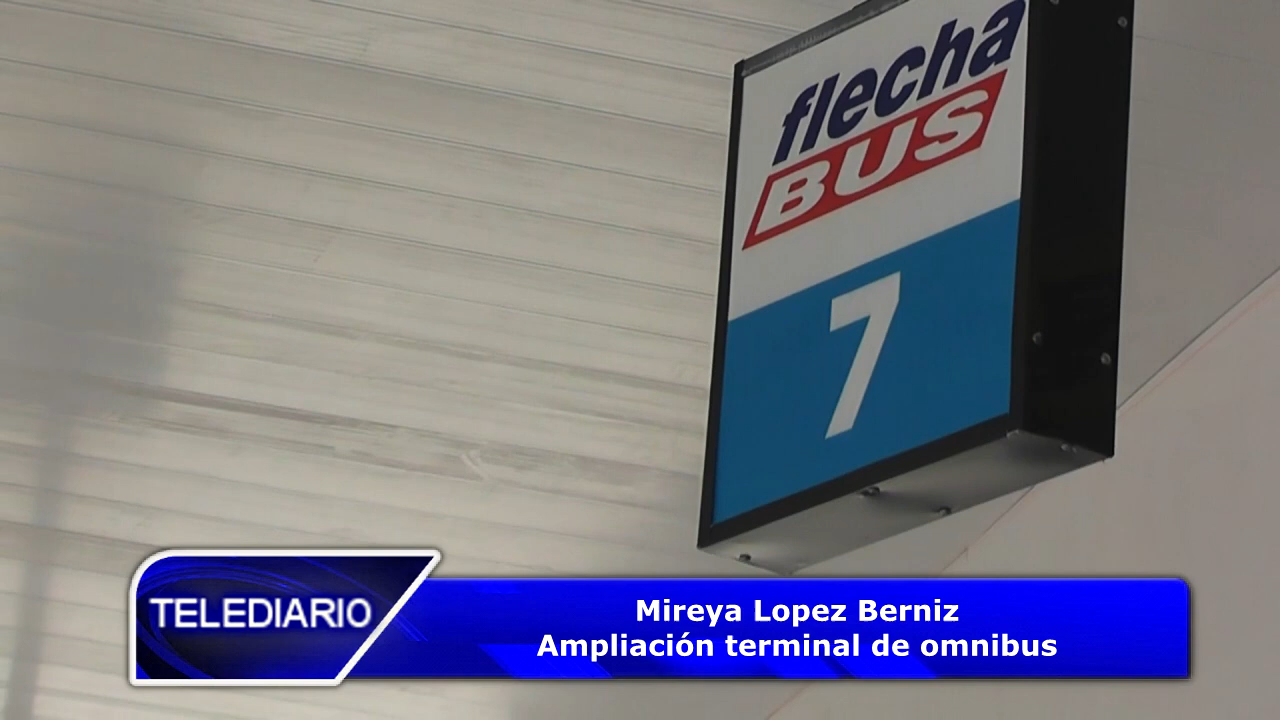 flecha
BUS
7
TELEDIARIO
Mireya Lopez Berniz
Ampliación terminal de omnibus